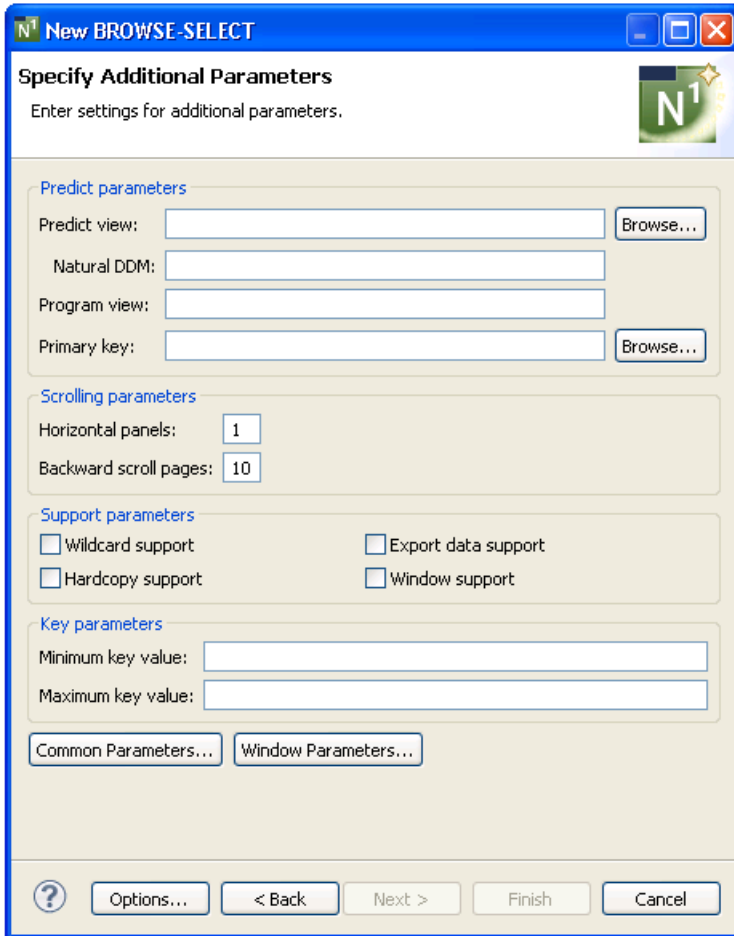 N1 New BROWSE-SELECT
Specify Additional Parameters
Enter settings for additional parameters.
N1
Predict parameters
Predict view: Browse...
Natural DDM:
Program view:
Primary key: Browse...
Scrolling parameters
Horizontal panels: 1
Backward scroll pages: 10
Support parameters
Wildcard support Export data support
Hardcopy support Window support
Key parameters
Minimum key value:
Maximum key value:
Common Parameters... Window Parameters...
? Options... < Back Next > Finish Cancel